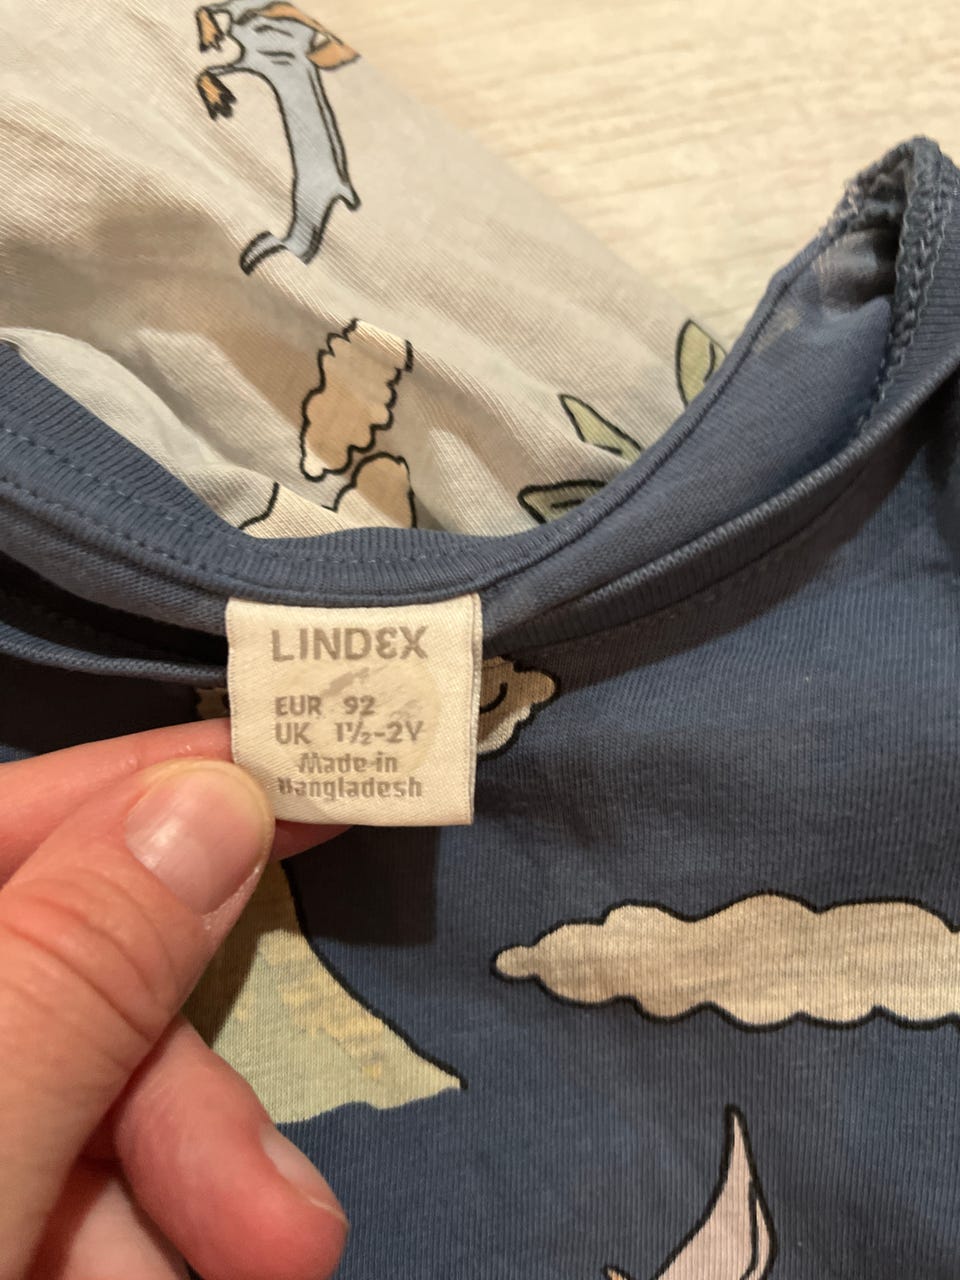 LINDEX
EUR 92
UK 1½-2Y
Made in
Bangladesh